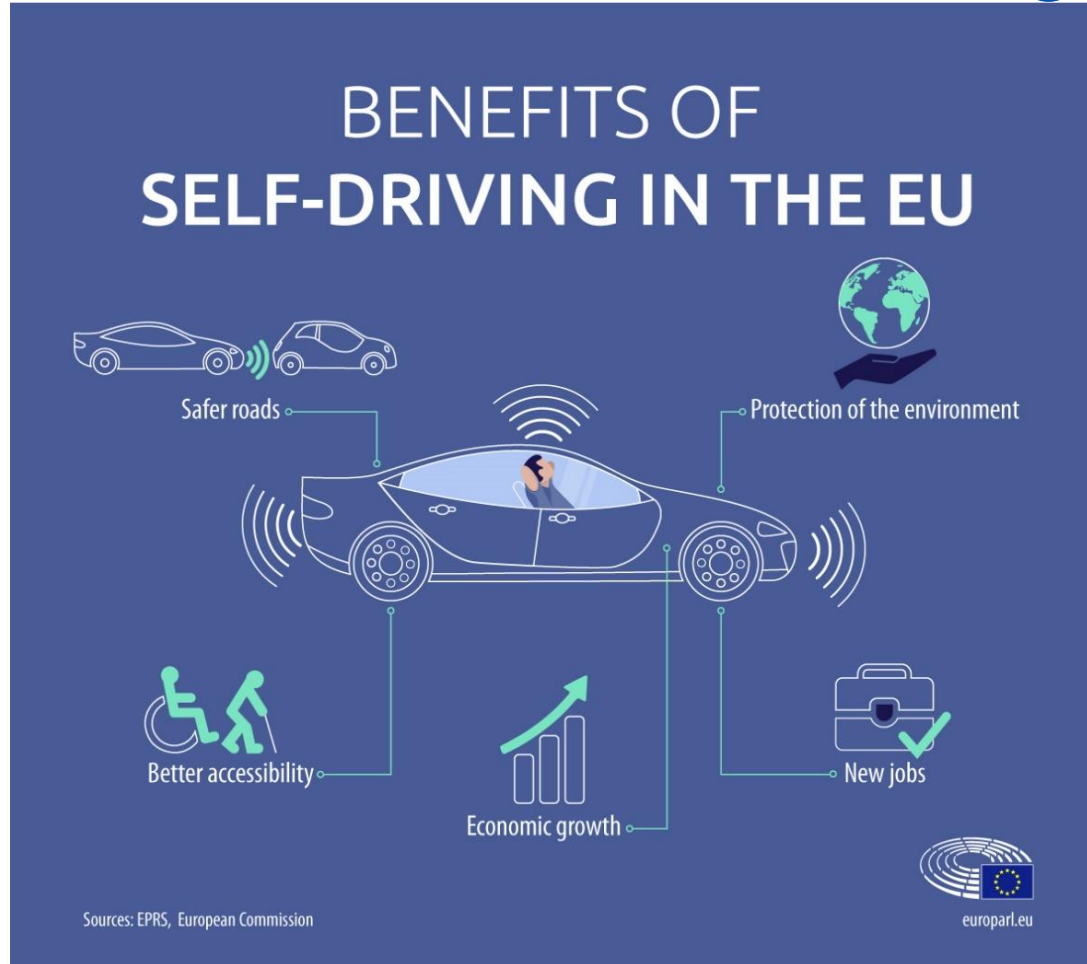 BENEFITS OF
SELF-DRIVING IN THE EU
Safer roads
Protection of the environment
Better accessibility
New jobs
Economic growth
Sources: EPRS, European Commission
europarl.eu